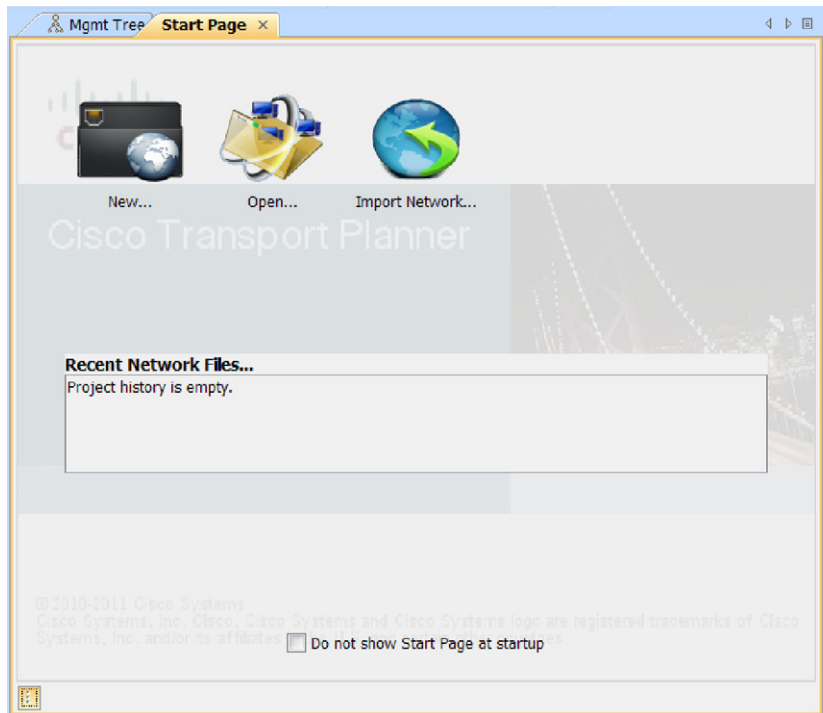 Mgmt Tree Start Page
New... Open... Import Network...
Cisco Transport Planner
Recent Network Files...
Project history is empty.
©2010-2011 Cisco Systems
Cisco Systems, Inc. Cisco, Cisco Systems and Cisco Systems logo are registered trademarks of Cisco
Systems, Inc. and/or its affiliates
Do not show Start Page at startup